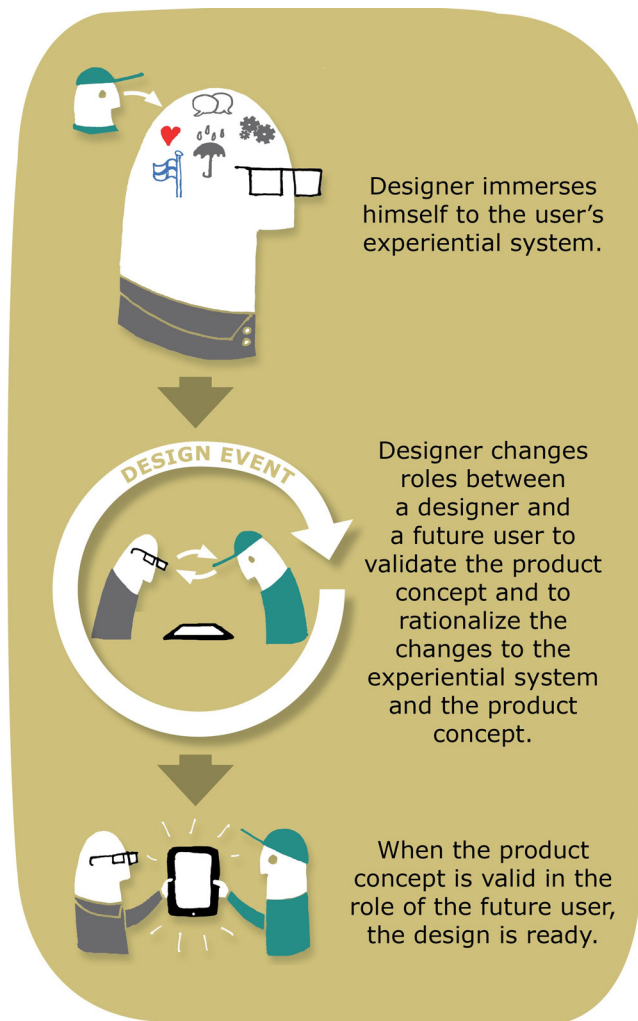 Designer immerses
himself to the user's
experiential system.
DESIGN EVENT
Designer changes
roles between
a designer and
a future user to
validate the product
concept and to
rationalize the
changes to the
experiential system
and the product
concept.
When the product
concept is valid in the
role of the future user,
the design is ready.